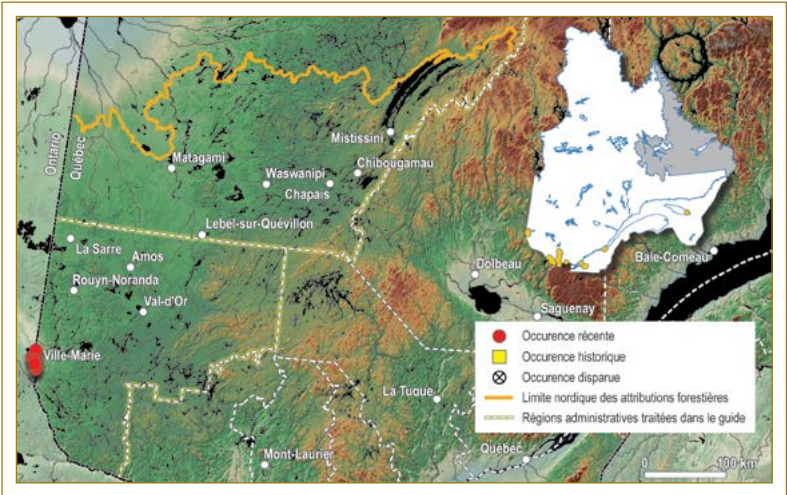 Ontario
Québec
Matagami
Mistissini
Waswanipi
Chibougamau
Chapais
Lebel-sur-Quévillon
La Sarre
Amos
Rouyn-Noranda
Val-d'Or
Ville-Marie
Dolbeau
Baie-Comeau
Saguenay
La Tuque
Mont-Laurier
Québec
Occurence récente
Occurence historique
Occurence disparue
Limite nordique des attributions forestières
Régions administratives traitées dans le guide
0 100 km